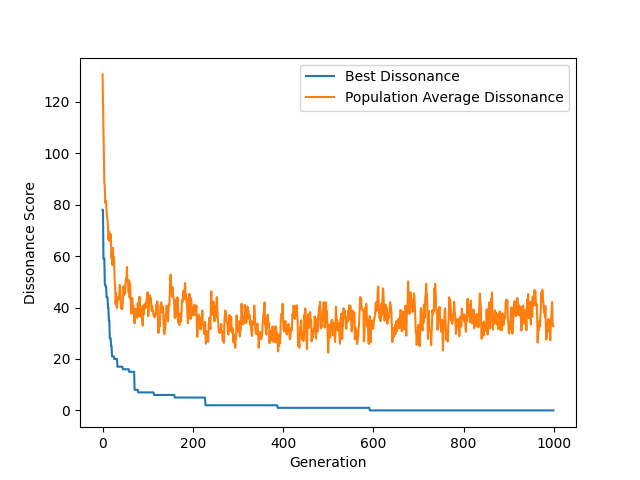 Best Dissonance
Population Average Dissonance
Dissonance Score
120
100
80
60
40
20
0
0 200 400 600 800 1000
Generation